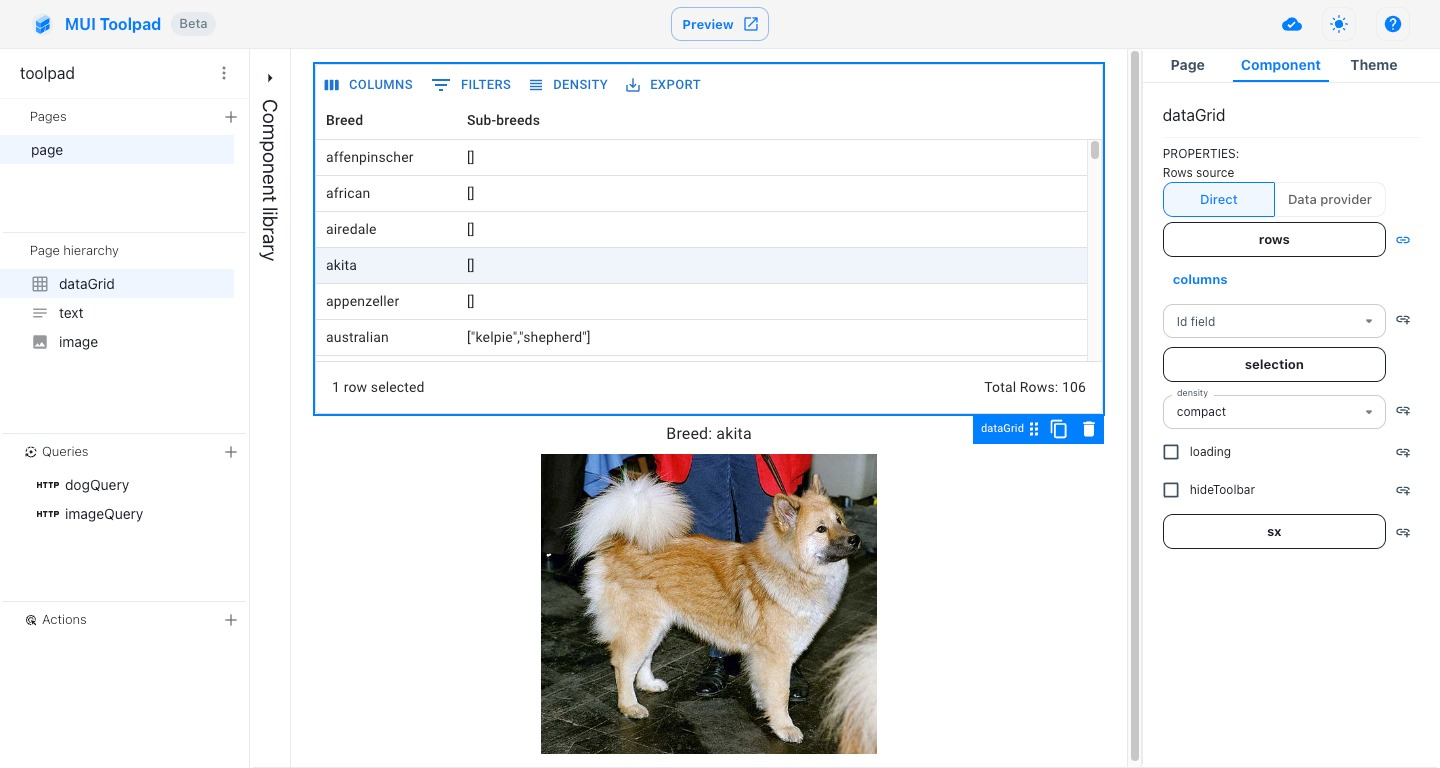 MUI Toolpad Beta
Preview
toolpad
Pages
page
Page hierarchy
dataGrid
text
image
Queries
HTTP dogQuery
HTTP imageQuery
Actions
Component library
COLUMNS FILTERS DENSITY EXPORT
Breed Sub-breeds
affenpinscher []
african []
airedale []
akita []
appenzeller []
australian ["kelpie","shepherd"]
1 row selected Total Rows: 106
dataGrid
Breed: akita
Page Component Theme
dataGrid
PROPERTIES:
Rows source
Direct Data provider
rows
columns
Id field
selection
density
compact
loading
hideToolbar
sx